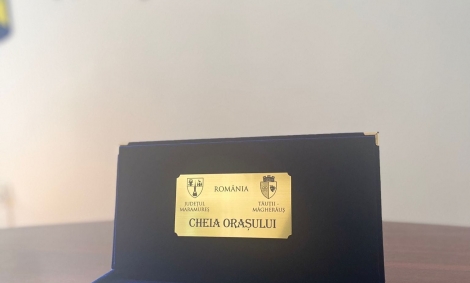 ROMÂNIA
JUDEȚUL
MARAMUREȘ
TĂUȚII -
MĂGHERĂUȘ
CHEIA ORAȘULUI